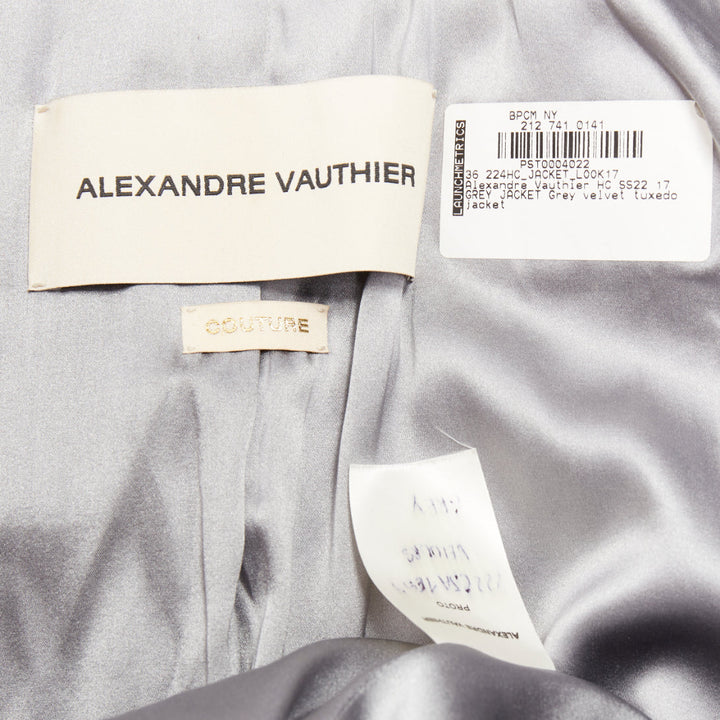 ALEXANDRE VAUTHIER
COUTURE
LAUNCHMETRICS
BPCM NY
212 741 0141
PST0004022
36 224HC_JACKET_LOOK17
Alexandre Vauthier HC SS22 17
GREY JACKET Grey velvet tuxedo
jacket
ALEXANDRE VAUTHIER
PROTO